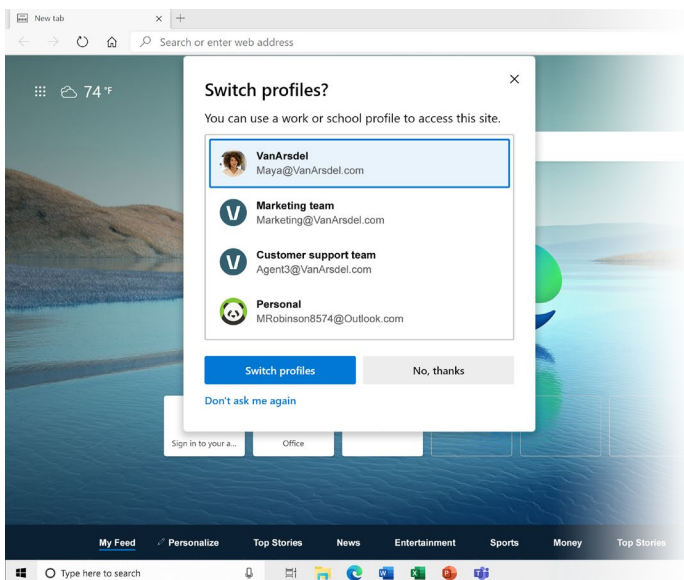 New tab
Search or enter web address
74 °F
Switch profiles?
You can use a work or school profile to access this site.
VanArsdel
Maya@VanArsdel.com
V
Marketing team
Marketing@VanArsdel.com
V
Customer support team
Agent3@VanArsdel.com
Personal
MRobinson8574@Outlook.com
Switch profiles
No, thanks
Don't ask me again
Sign in to your a...
Office
My Feed
Personalize
Top Stories
News
Entertainment
Sports
Money
Top Stories
Type here to search